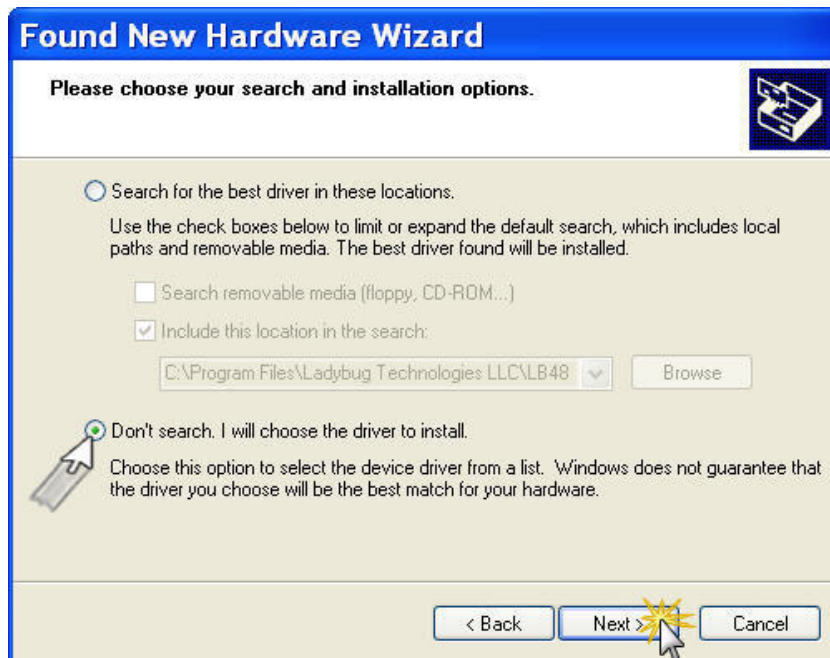 Found New Hardware Wizard
Please choose your search and installation options.
Search for the best driver in these locations.
Use the check boxes below to limit or expand the default search, which includes local
paths and removable media. The best driver found will be installed.
Search removable media (floppy, CD-ROM...)
Include this location in the search:
C:\Program Files\Ladybug Technologies LLC\LB48
Browse
Don't search. I will choose the driver to install.
Choose this option to select the device driver from a list. Windows does not guarantee that
the driver you choose will be the best match for your hardware.
< Back
Next >
Cancel